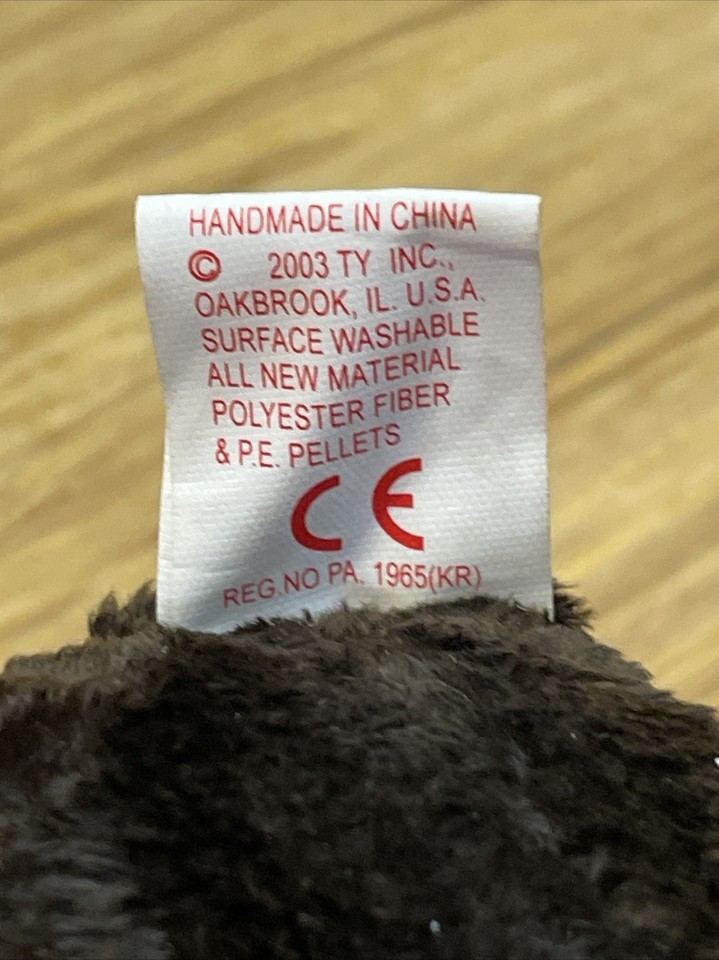 HANDMADE IN CHINA
© 2003 TY INC.,
OAKBROOK, IL. U.S.A.
SURFACE WASHABLE
ALL NEW MATERIAL
POLYESTER FIBER
& P.E. PELLETS
CE
REG.NO PA. 1965(KR)